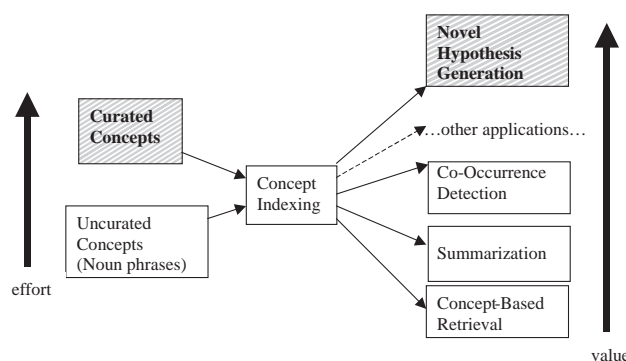 Novel
Hypothesis
Generation
Curated
Concepts
…other applications…
Concept
Indexing
Co-Occurrence
Detection
Uncurated
Concepts
(Noun phrases)
Summarization
effort
Concept-Based
Retrieval
value